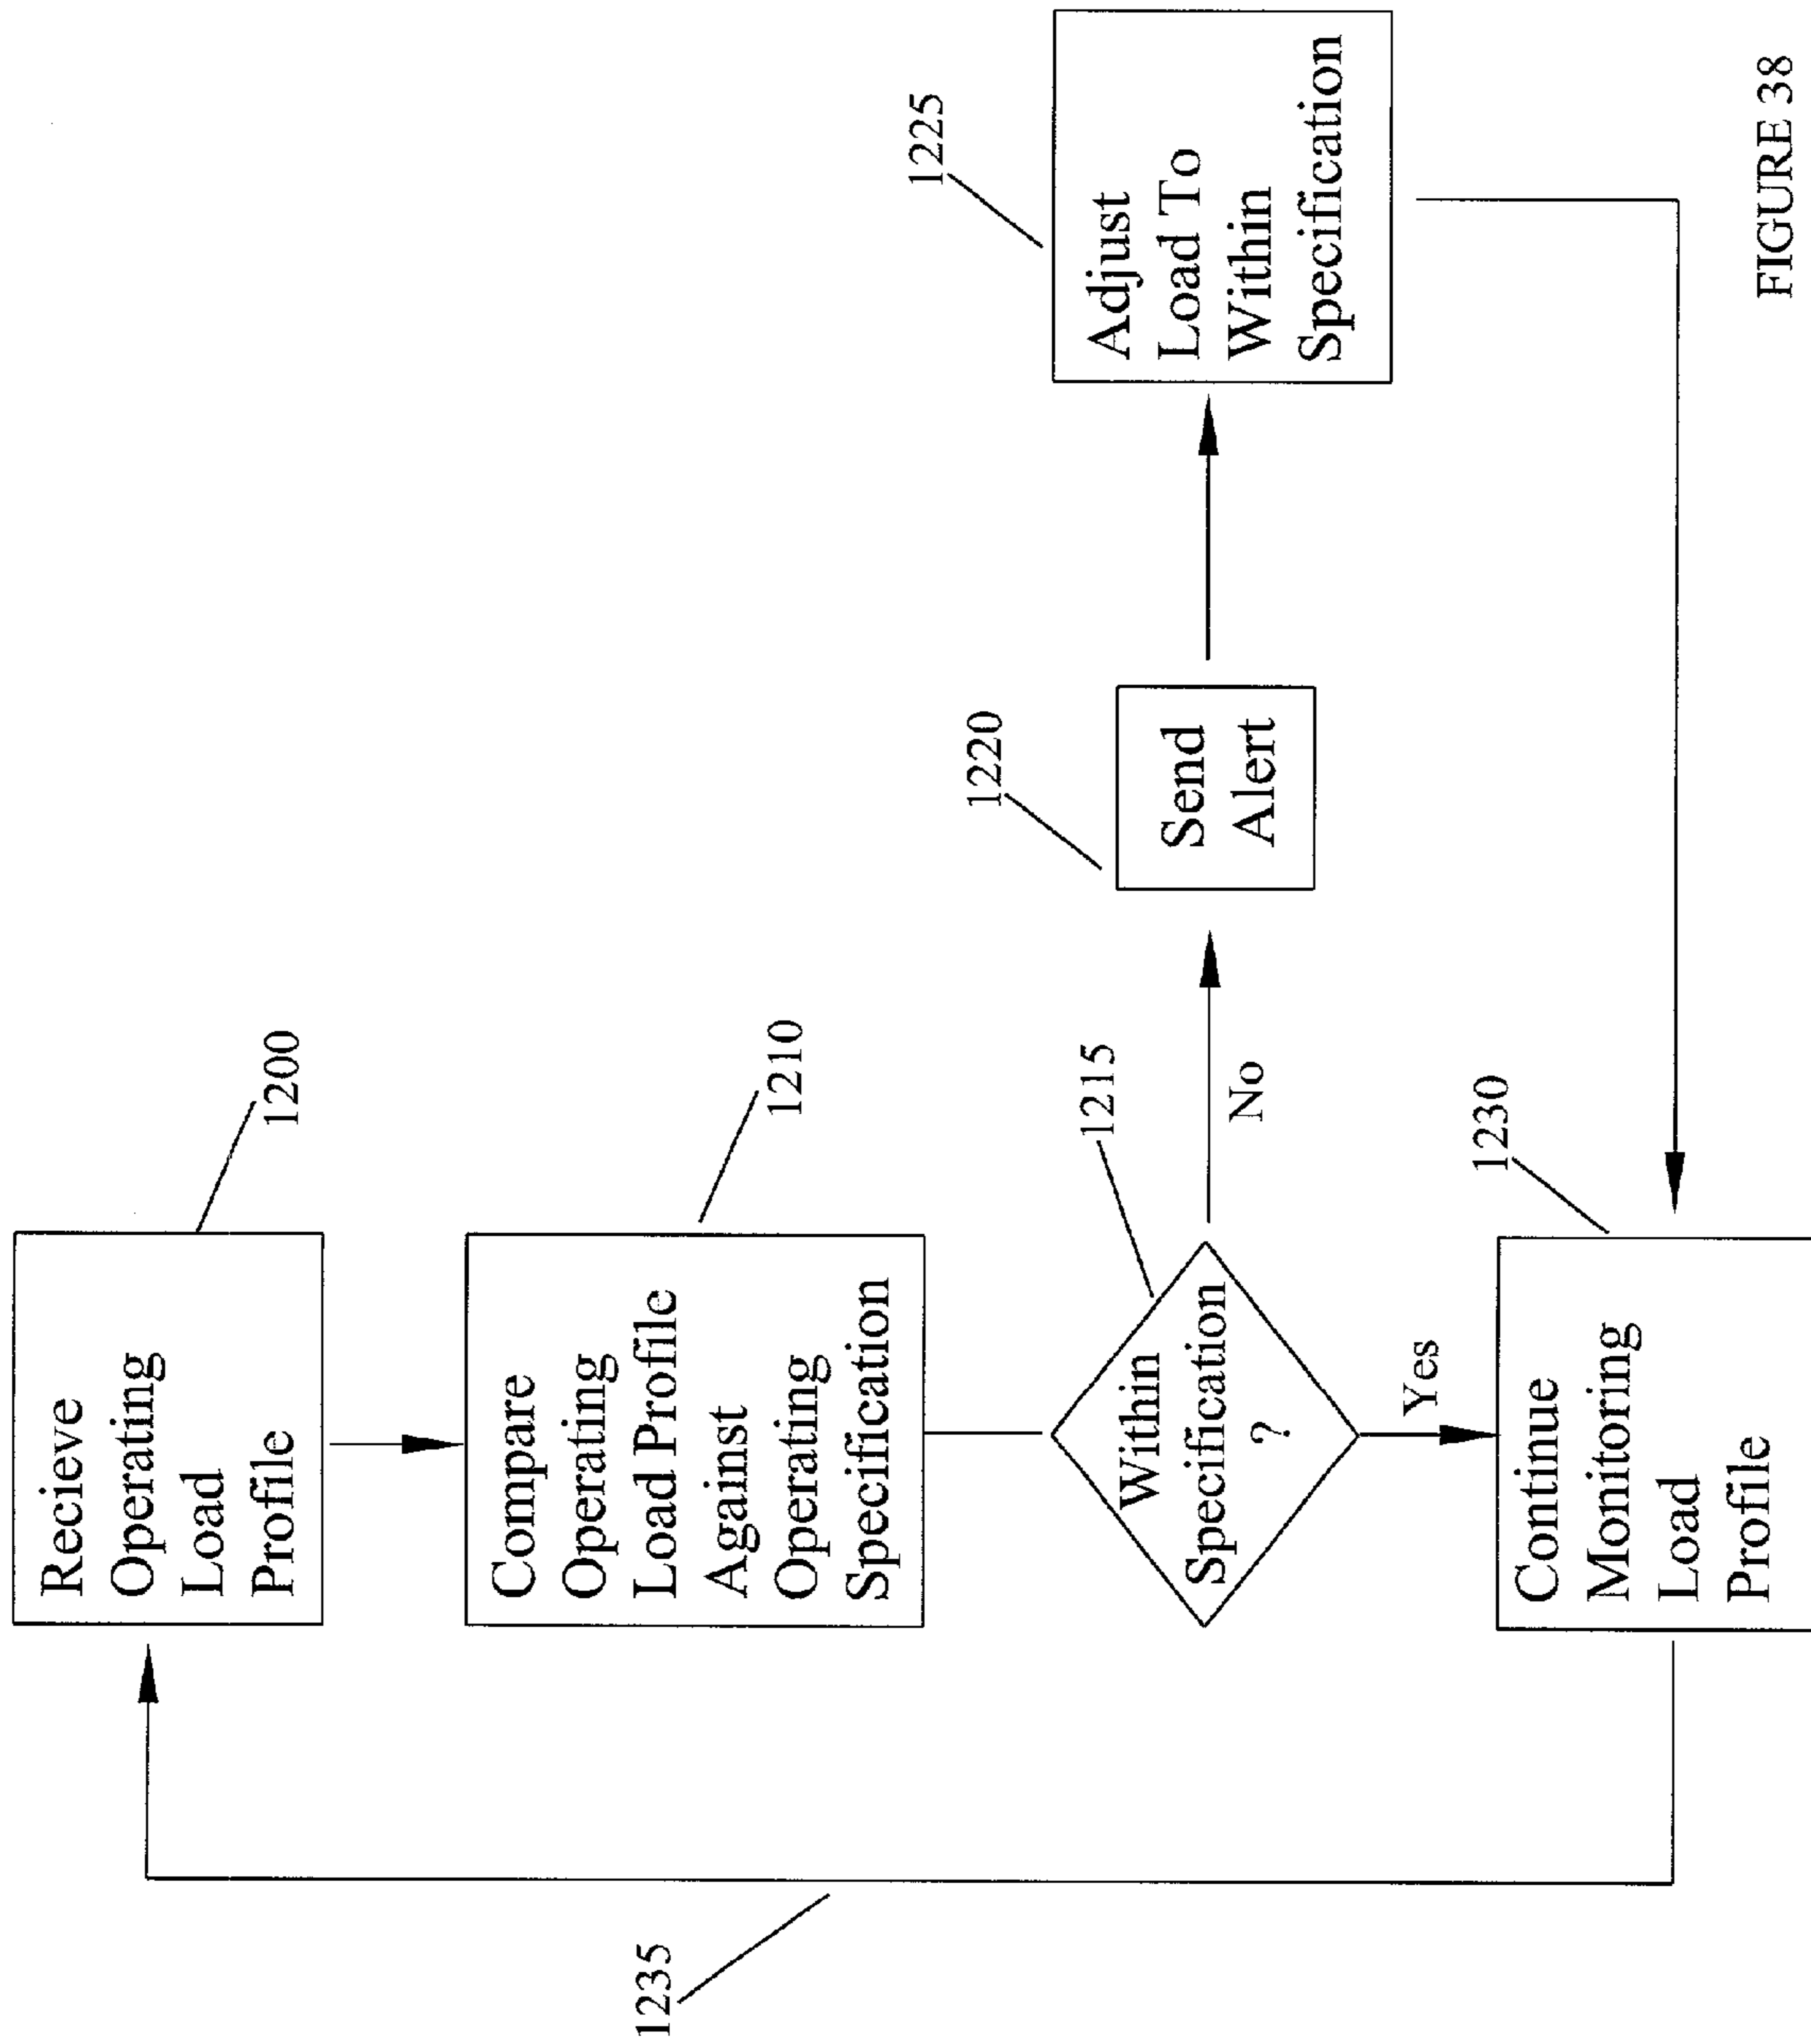 Recieve
Operating
Load
Profile
1200
Compare
Operating
Load Profile
Against
Operating
Specification
1210
Within
Specification
?
1215
No
Yes
Send
Alert
1220
Adjust
Load To
Within
Specification
1225
Continue
Monitoring
Load
Profile
1230
1235
FIGURE 38